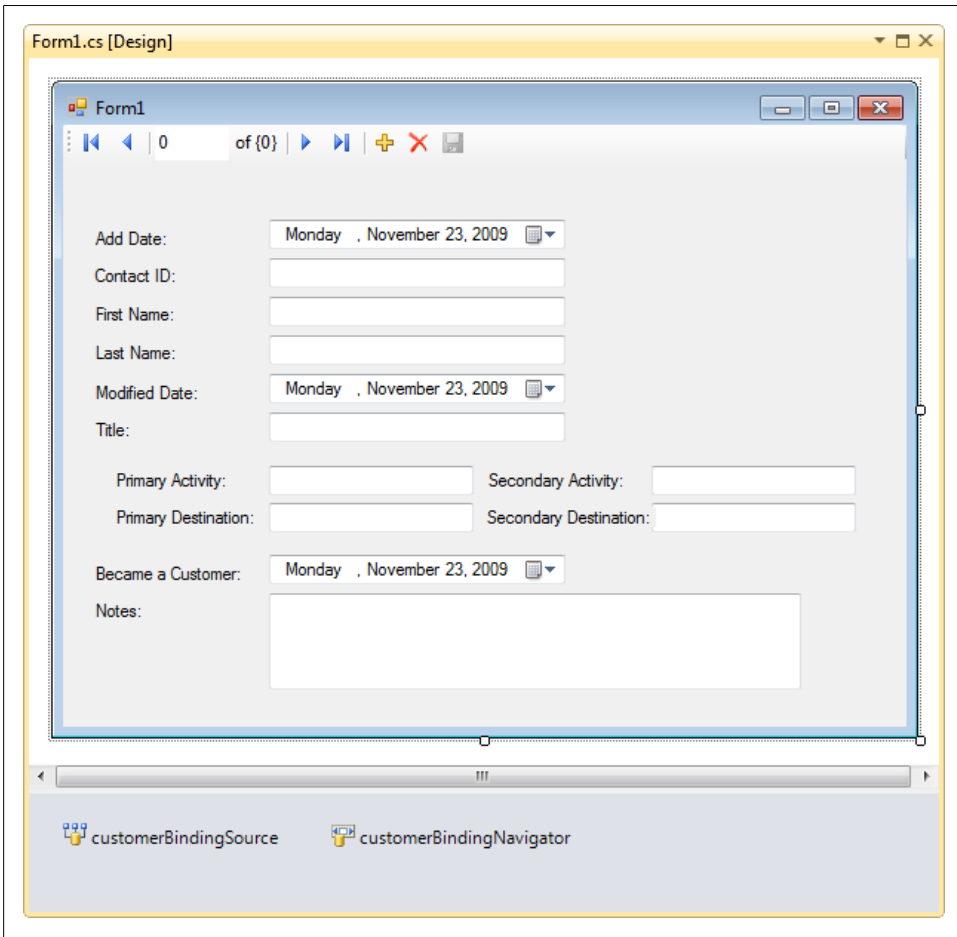 Form1.cs [Design]
Form1
0 of {0}
Add Date: Monday , November 23, 2009
Contact ID:
First Name:
Last Name:
Modified Date: Monday , November 23, 2009
Title:
Primary Activity: Secondary Activity:
Primary Destination: Secondary Destination:
Became a Customer: Monday , November 23, 2009
Notes:
customerBindingSource customerBindingNavigator